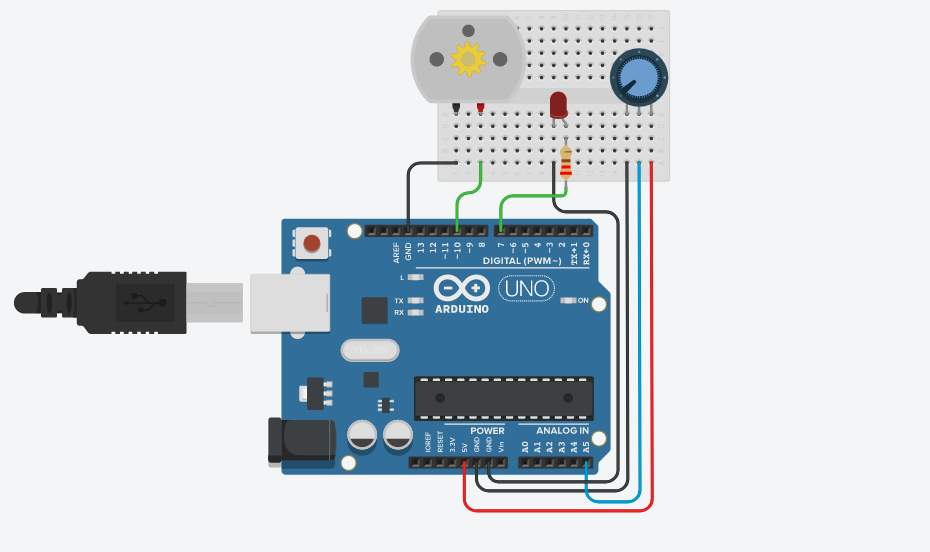 AREF
GND
13
12
~11
~10
~9
8
7
~6
~5
4
~3
2
TX→1
RX←0
DIGITAL (PWM~)
L
TX
RX
ARDUINO
UNO
ON
POWER
ANALOG IN
IOREF
RESET
3.3V
5V
GND
GND
Vin
A0
A1
A2
A3
A4
A5